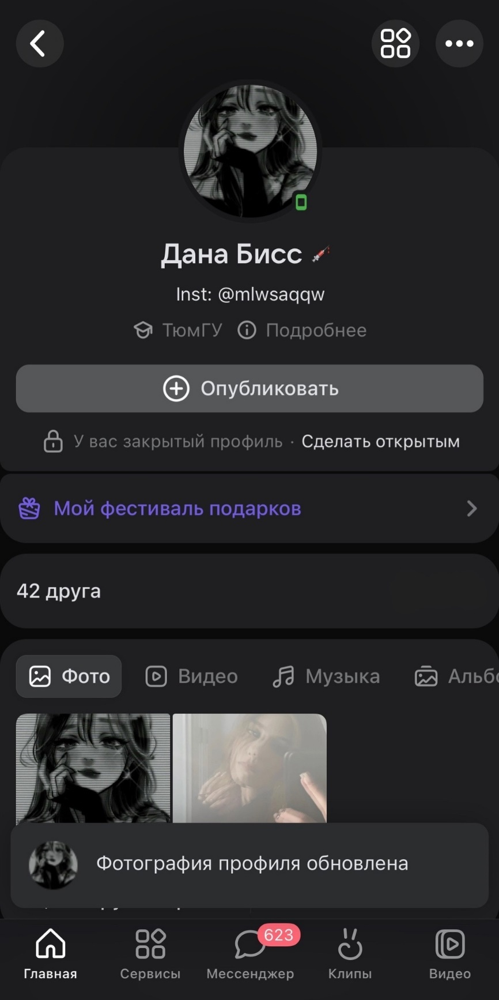 Дана Бисс
Inst: @mlwsaqqw
ТюмГУ Подробнее
Опубликовать
У вас закрытый профиль · Сделать открытым
Мой фестиваль подарков
42 друга
Фото Видео Музыка Альбо
Фотография профиля обновлена
623
Главная Сервисы Мессенджер Клипы Видео